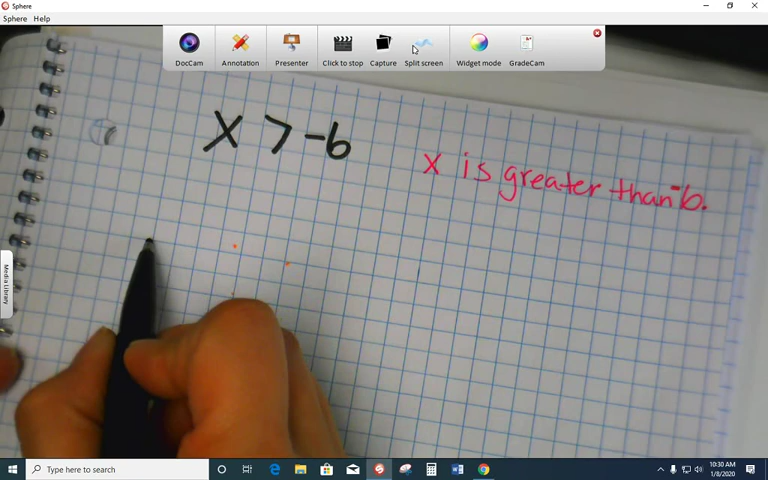 Sphere
Sphere Help
DocCam
Annotation
Presenter
Click to stop
Capture
Split screen
Widget mode
GradeCam
x > -6
x is greater than -6.
Media Library
Type here to search
10:30 AM
1/8/2020